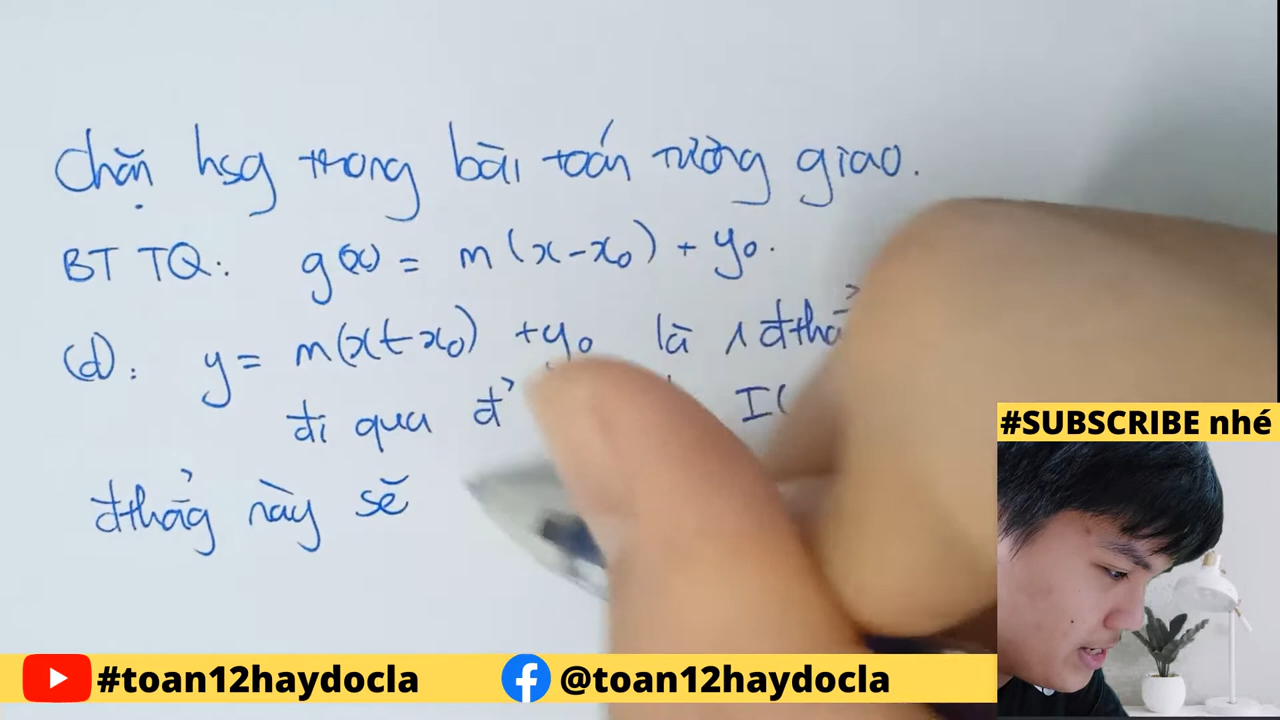 Chặn hsg trong bài toán tương giao.
BT TQ: g(x) = m(x-x₀) + y₀.
(d): y = m(x-x₀) + y₀ là 1 đthẳ
đi qua đ' I(
đthẳg này sẽ
#SUBSCRIBE nhé
#toan12haydocla
@toan12haydocla